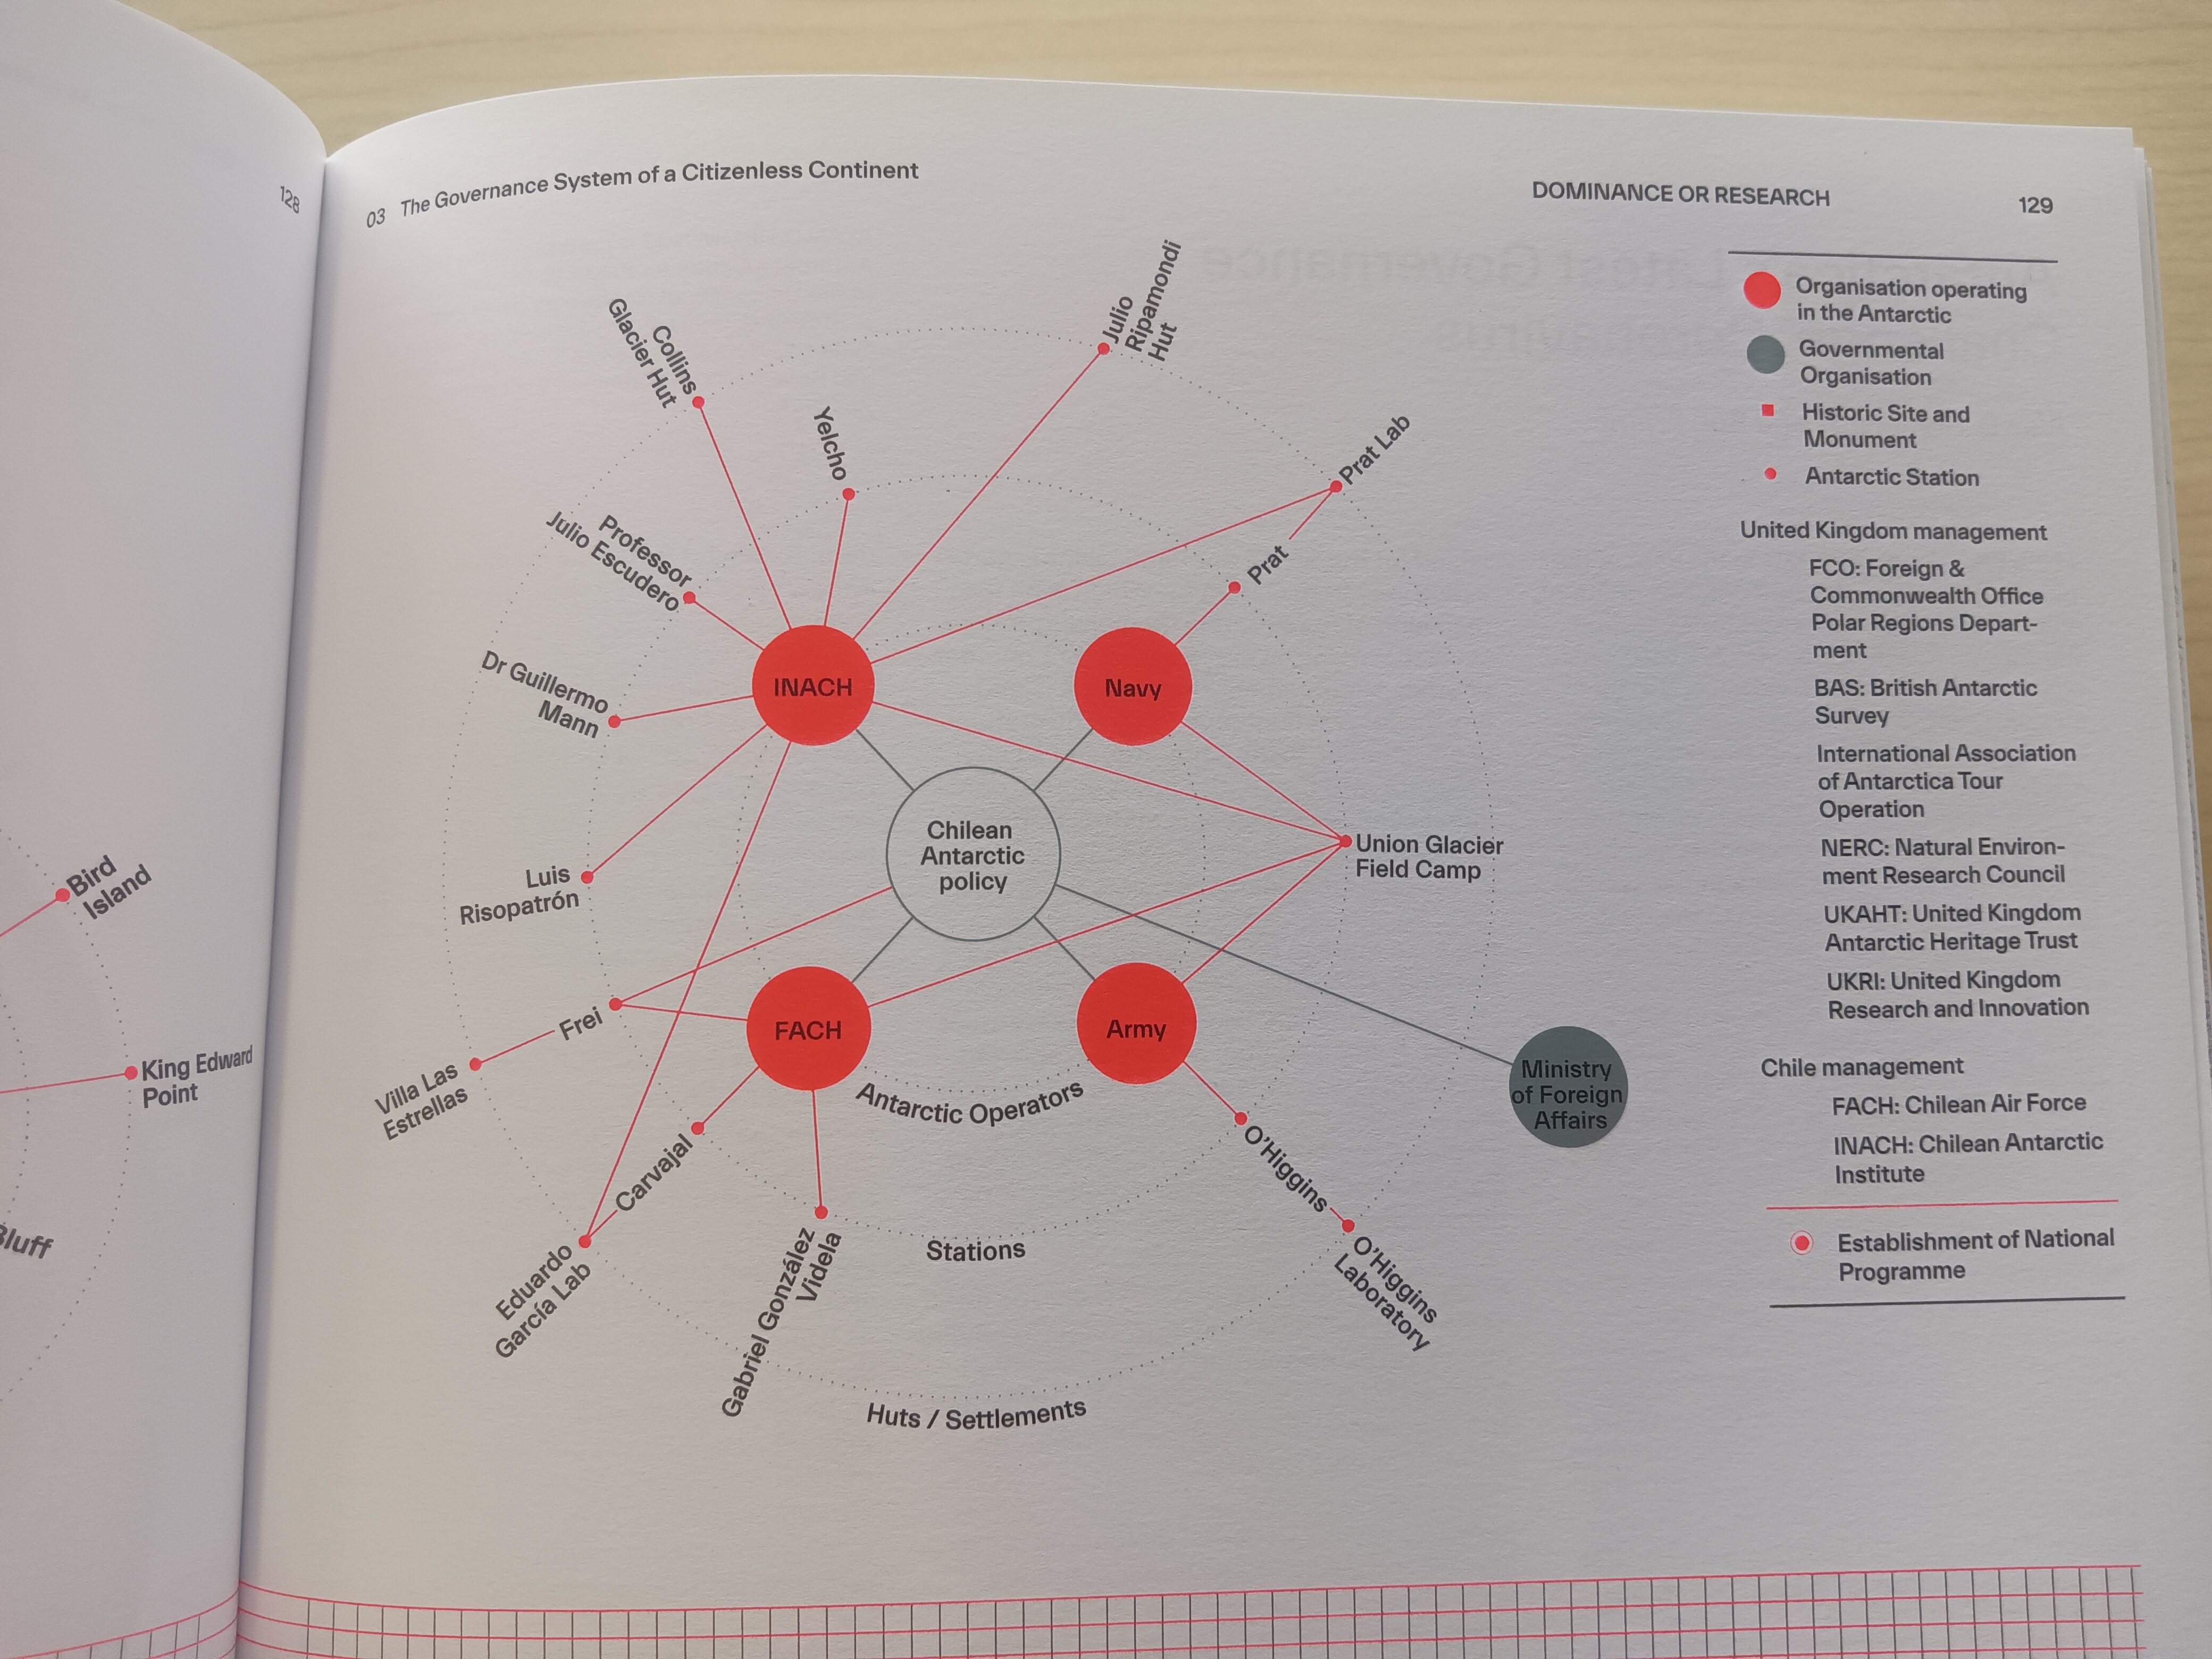 128
Bird
Island
King Edward
Point
Bluff
03 The Governance System of a Citizenless Continent
DOMINANCE OR RESEARCH
129
Collins
Glacier Hut
Julio
Ripamondi
Hut
Yelcho
Prat Lab
Professor
Julio Escudero
Prat
Dr Guillermo
Mann
INACH
Navy
Chilean
Antarctic
policy
Union Glacier
Field Camp
Luis
Risopatrón
Frei
FACH
Army
Villa Las
Estrellas
Antarctic Operators
Ministry
of Foreign
Affairs
Carvajal
O'Higgins
Eduardo
García Lab
Gabriel González
Videla
Stations
O'Higgins
Laboratory
Huts / Settlements
Organisation operating
in the Antarctic
Governmental
Organisation
Historic Site and
Monument
Antarctic Station
United Kingdom management
FCO: Foreign &
Commonwealth Office
Polar Regions Depart-
ment
BAS: British Antarctic
Survey
International Association
of Antarctica Tour
Operation
NERC: Natural Environ-
ment Research Council
UKAHT: United Kingdom
Antarctic Heritage Trust
UKRI: United Kingdom
Research and Innovation
Chile management
FACH: Chilean Air Force
INACH: Chilean Antarctic
Institute
Establishment of National
Programme